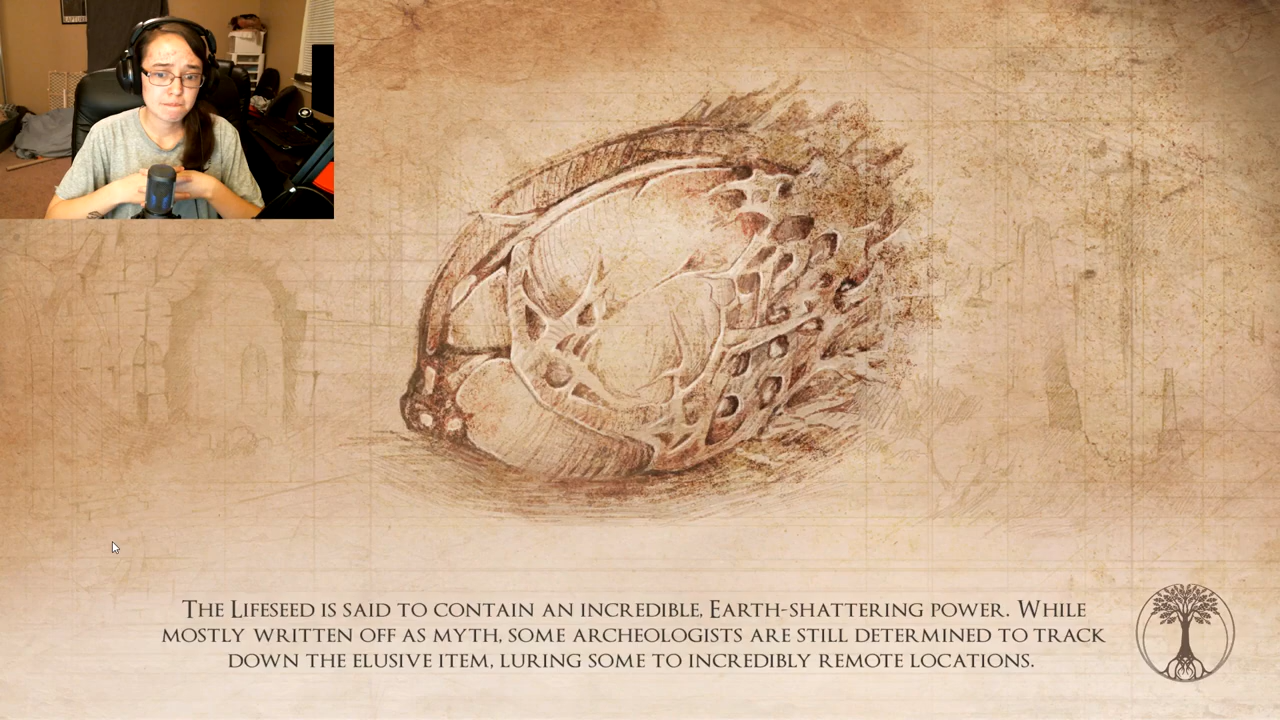 The Lifeseed is said to contain an incredible, Earth-shattering power. While
mostly written off as myth, some archeologists are still determined to track
down the elusive item, luring some to incredibly remote locations.